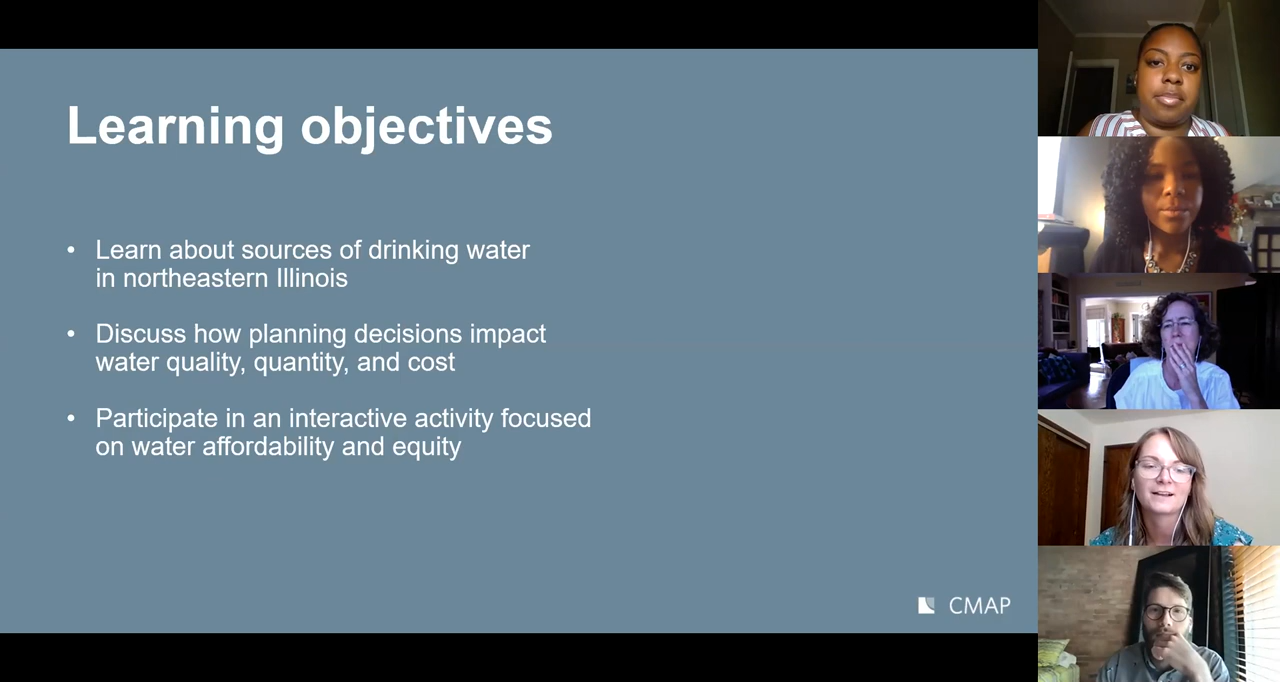 Learning objectives
• Learn about sources of drinking water
in northeastern Illinois
• Discuss how planning decisions impact
water quality, quantity, and cost
• Participate in an interactive activity focused
on water affordability and equity
CMAP